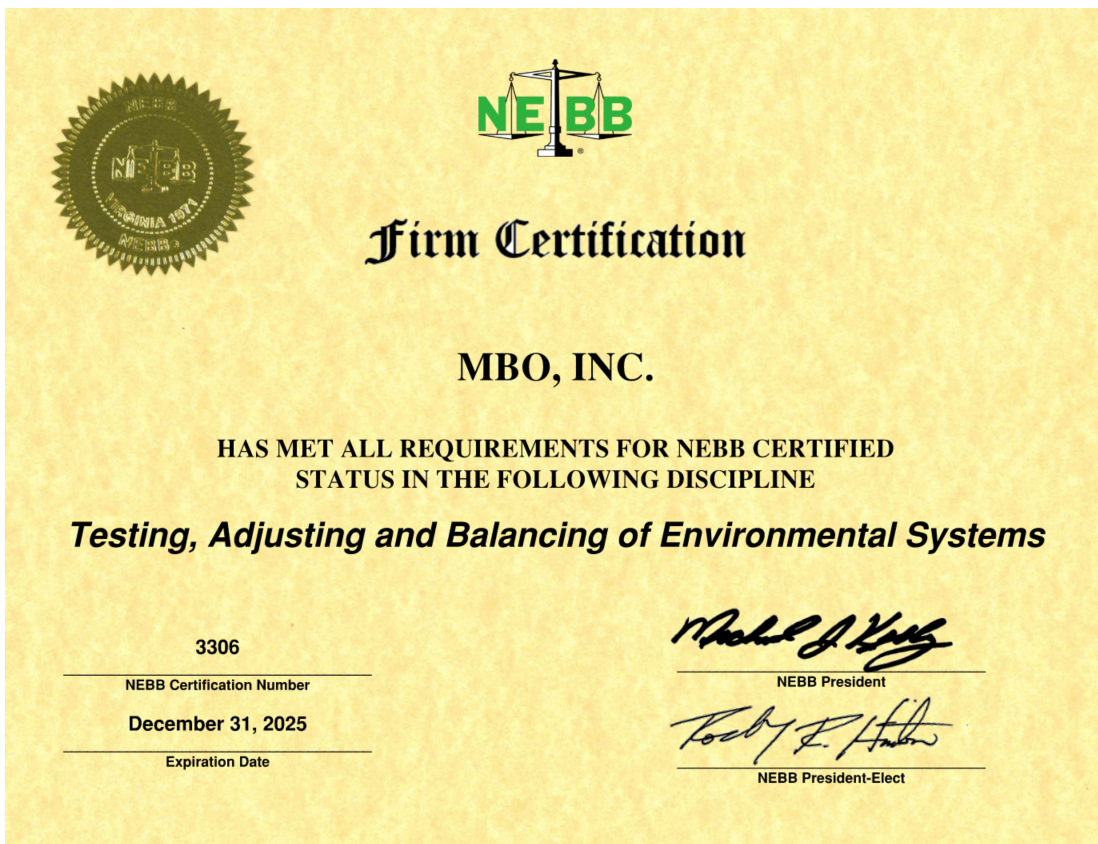 NEBB
NEBB
VIRGINIA 1971
NEBB
NEBB
®
Firm Certification
MBO, INC.
HAS MET ALL REQUIREMENTS FOR NEBB CERTIFIED
STATUS IN THE FOLLOWING DISCIPLINE
Testing, Adjusting and Balancing of Environmental Systems
3306
NEBB Certification Number
December 31, 2025
Expiration Date
NEBB President
NEBB President-Elect